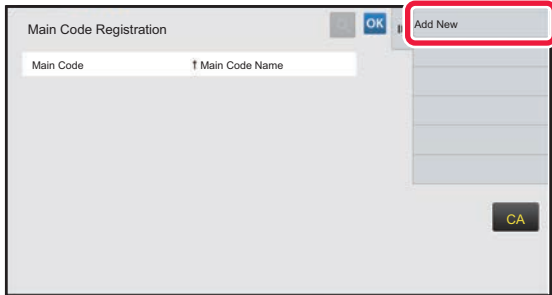 Main Code Registration
OK
Add New
Main Code
Main Code Name
CA